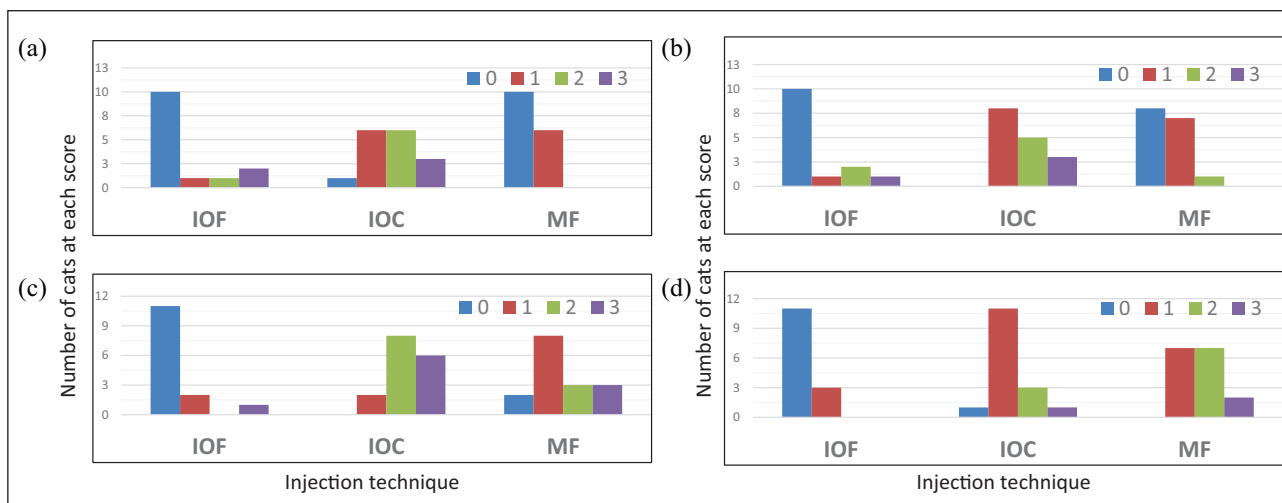 (a)
Number of cats at each score
13
10
8
5
3
0
0 1 2 3
IOF IOC MF
(b)
Number of cats at each score
13
10
8
5
3
0
0 1 2 3
IOF IOC MF
(c)
12
9
6
3
0
0 1 2 3
IOF IOC MF
Injection technique
(d)
12
9
6
3
0
0 1 2 3
IOF IOC MF
Injection technique